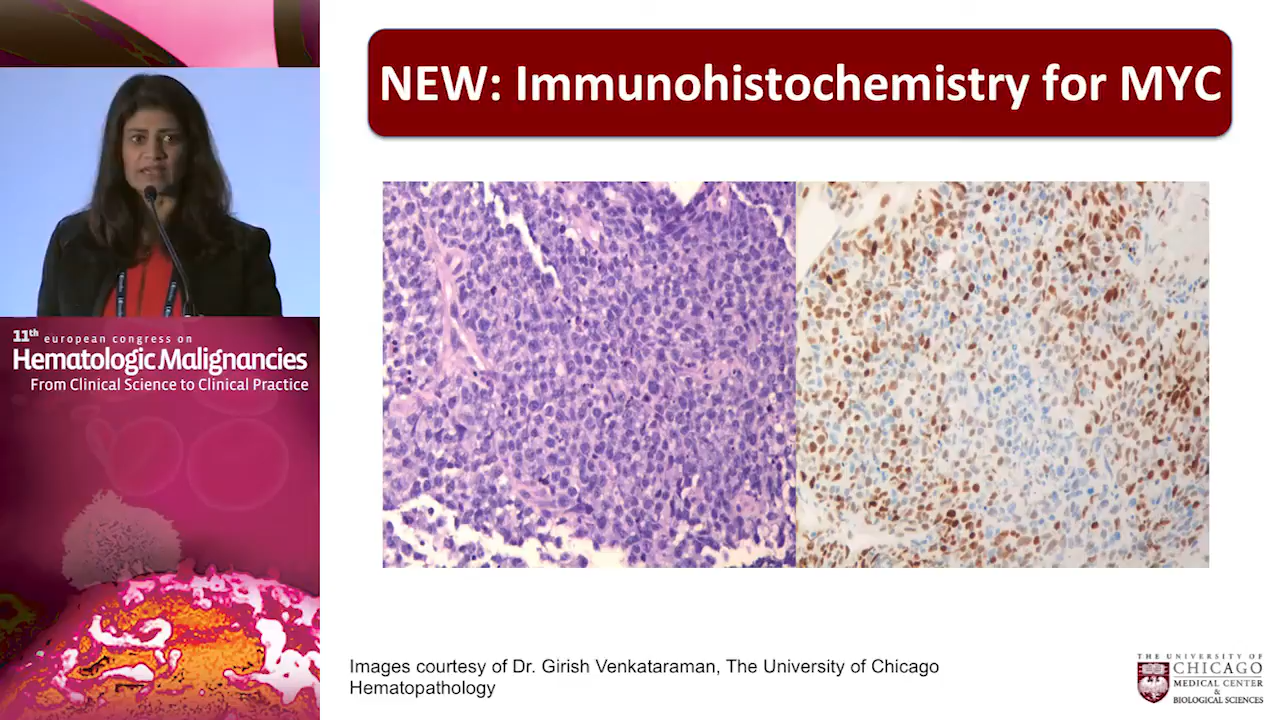 NEW: Immunohistochemistry for MYC
11th european congress on
Hematologic Malignancies
From Clinical Science to Clinical Practice
Images courtesy of Dr. Girish Venkataraman, The University of Chicago
Hematopathology
THE UNIVERSITY OF
CHICAGO
MEDICAL CENTER
&
BIOLOGICAL SCIENCES